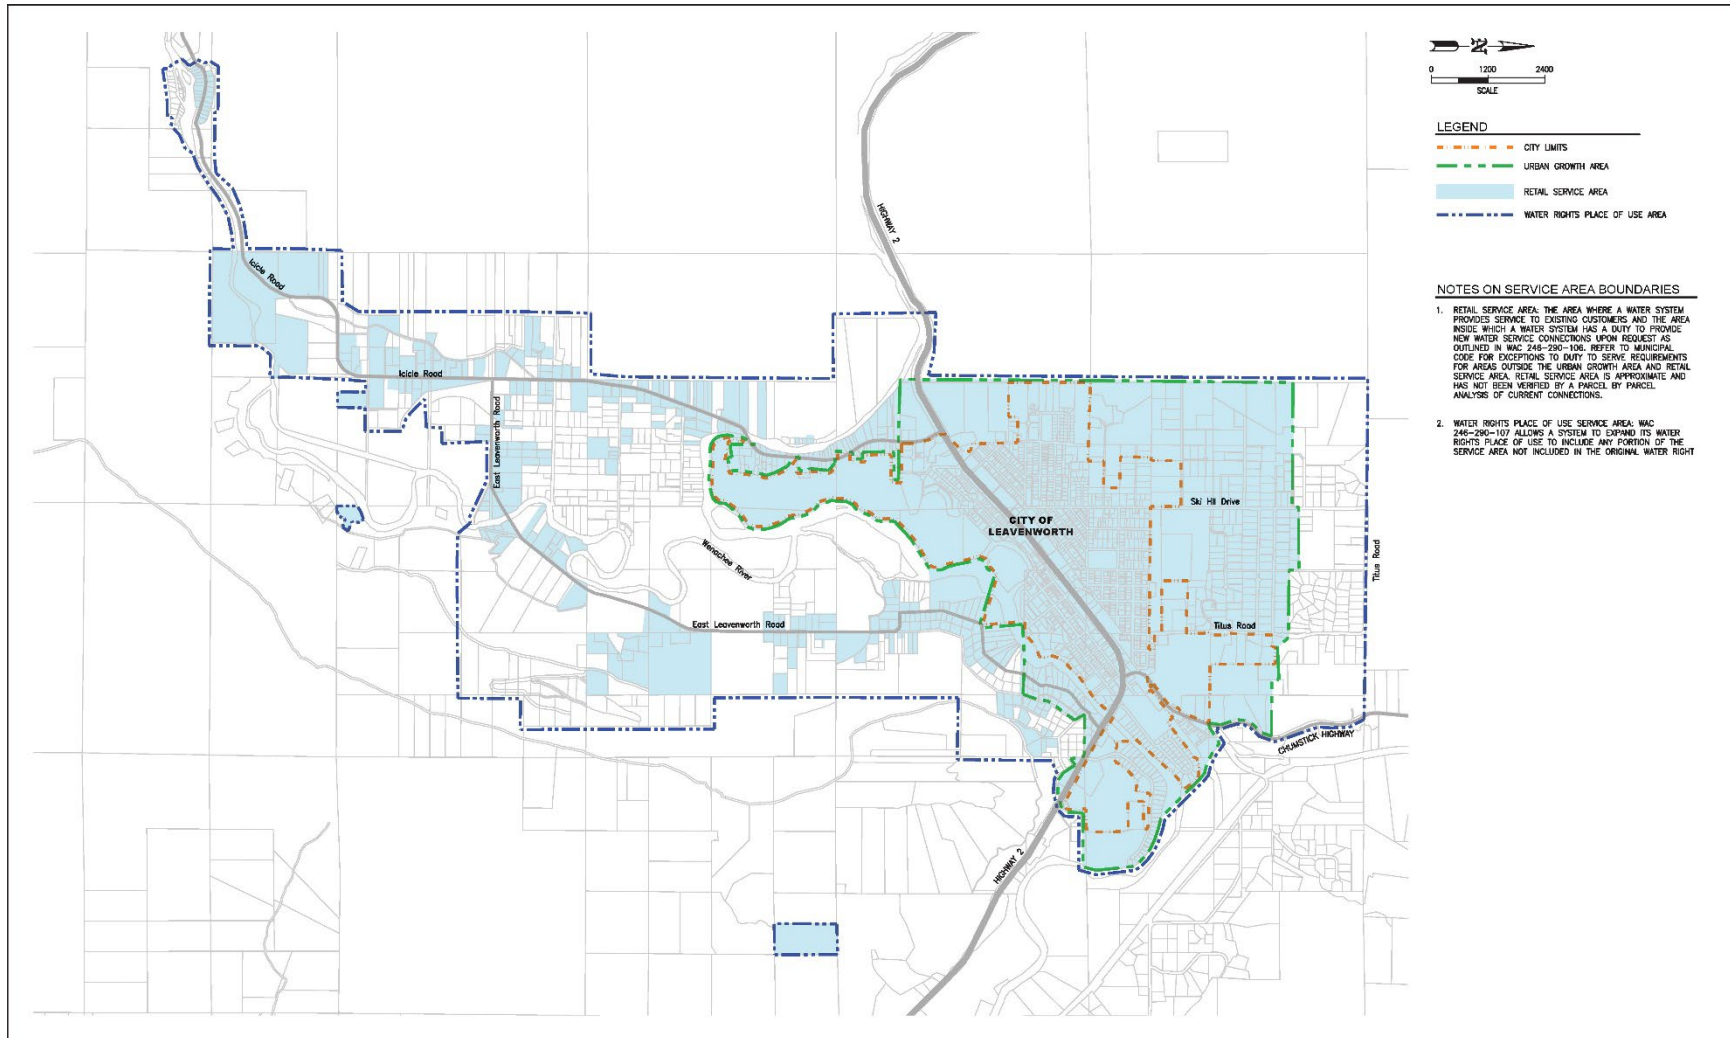 N
0 1200 2400
SCALE
LEGEND
CITY LIMITS
URBAN GROWTH AREA
RETAIL SERVICE AREA
WATER RIGHTS PLACE OF USE AREA
NOTES ON SERVICE AREA BOUNDARIES
1. RETAIL SERVICE AREA: THE AREA WHERE A WATER SYSTEM
PROVIDES SERVICE TO EXISTING CUSTOMERS AND THE AREA
INSIDE WHICH A WATER SYSTEM HAS A DUTY TO PROVIDE
NEW WATER SERVICE CONNECTIONS UPON REQUEST AS
OUTLINED IN WAC 246-290-106. REFER TO MUNICIPAL
CODE FOR EXCEPTIONS TO DUTY TO SERVE REQUIREMENTS
FOR AREAS OUTSIDE THE URBAN GROWTH AREA AND RETAIL
SERVICE AREA. RETAIL SERVICE AREA IS APPROXIMATE AND
HAS NOT BEEN VERIFIED BY A PARCEL BY PARCEL
ANALYSIS OF CURRENT CONNECTIONS.
2. WATER RIGHTS PLACE OF USE SERVICE AREA: WAC
246-290-107 ALLOWS A SYSTEM TO EXPAND ITS WATER
RIGHTS PLACE OF USE TO INCLUDE ANY PORTION OF THE
SERVICE AREA NOT INCLUDED IN THE ORIGINAL WATER RIGHT
HIGHWAY 2
Icicle Road
Icicle Road
East Leavenworth Road
Ski Hill Drive
CITY OF
LEAVENWORTH
Wenachee River
Titus Road
East Leavenworth Road
Titus Road
CHUMSTICK HIGHWAY
HIGHWAY 2